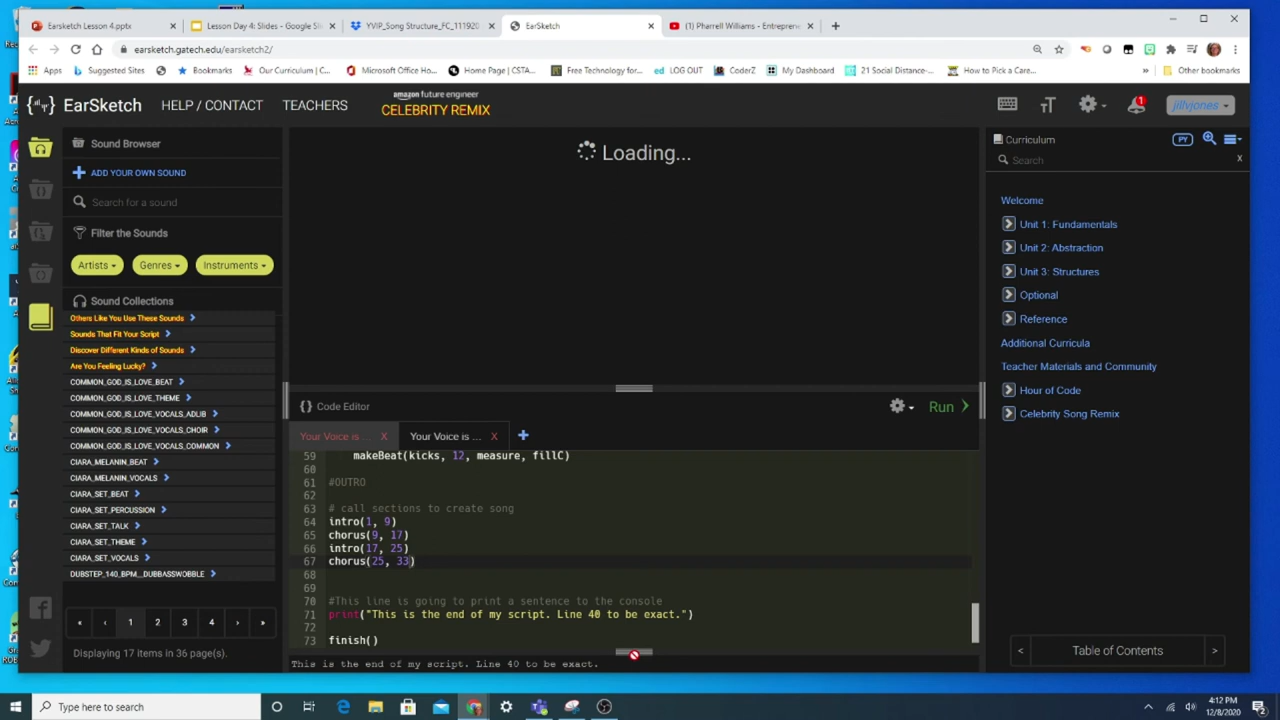 Earsketch Lesson 4.pptx
Lesson Day 4: Slides - Google Sl
YVIP_Song Structure_FC_111920
EarSketch
(1) Pharrell Williams - Entreprene
earsketch.gatech.edu/earsketch2/
Apps
Suggested Sites
Bookmarks
Our Curriculum | C...
Microsoft Office Ho...
Home Page | CSTA...
Free Technology for...
ed LOG OUT
CoderZ
My Dashboard
21 Social Distance-...
How to Pick a Care...
»
Other bookmarks
EarSketch
HELP / CONTACT
TEACHERS
amazon future engineer
CELEBRITY REMIX
1
jillvjones
Sound Browser
ADD YOUR OWN SOUND
Search for a sound
Filter the Sounds
Artists
Genres
Instruments
Sound Collections
Others Like You Use These Sounds
Sounds That Fit Your Script
Discover Different Kinds of Sounds
Are You Feeling Lucky?
COMMON_GOD_IS_LOVE_BEAT
COMMON_GOD_IS_LOVE_THEME
COMMON_GOD_IS_LOVE_VOCALS_ADLIB
COMMON_GOD_IS_LOVE_VOCALS_CHOIR
COMMON_GOD_IS_LOVE_VOCALS_COMMON
CIARA_MELANIN_BEAT
CIARA_MELANIN_VOCALS
CIARA_SET_BEAT
CIARA_SET_PERCUSSION
CIARA_SET_TALK
CIARA_SET_THEME
CIARA_SET_VOCALS
DUBSTEP_140_BPM__DUBBASSWOBBLE
« ‹ 1 2 3 4 › »
Displaying 17 items in 36 page(s).
Loading...
{} Code Editor
Run
Your Voice is ... X
Your Voice is ... X
59 makeBeat(kicks, 12, measure, fillC)
60
61 #OUTRO
62
63 # call sections to create song
64 intro(1, 9)
65 chorus(9, 17)
66 intro(17, 25)
67 chorus(25, 33)
68
69
70 #This line is going to print a sentence to the console
71 print("This is the end of my script. Line 40 to be exact.")
72
73 finish()
This is the end of my script. Line 40 to be exact.
Curriculum
PY
Search
X
Welcome
Unit 1: Fundamentals
Unit 2: Abstraction
Unit 3: Structures
Optional
Reference
Additional Curricula
Teacher Materials and Community
Hour of Code
Celebrity Song Remix
< Table of Contents >
Type here to search
4:12 PM
12/8/2020
2